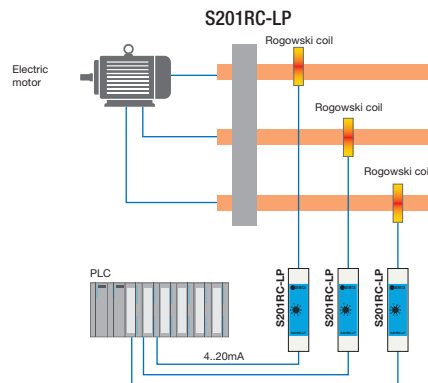 S201RC-LP
Rogowski coil
Electric
motor
Rogowski coil
Rogowski coi
PLC
S201RC-LP
S201RC-LP
S201RC-LP
4..20mA